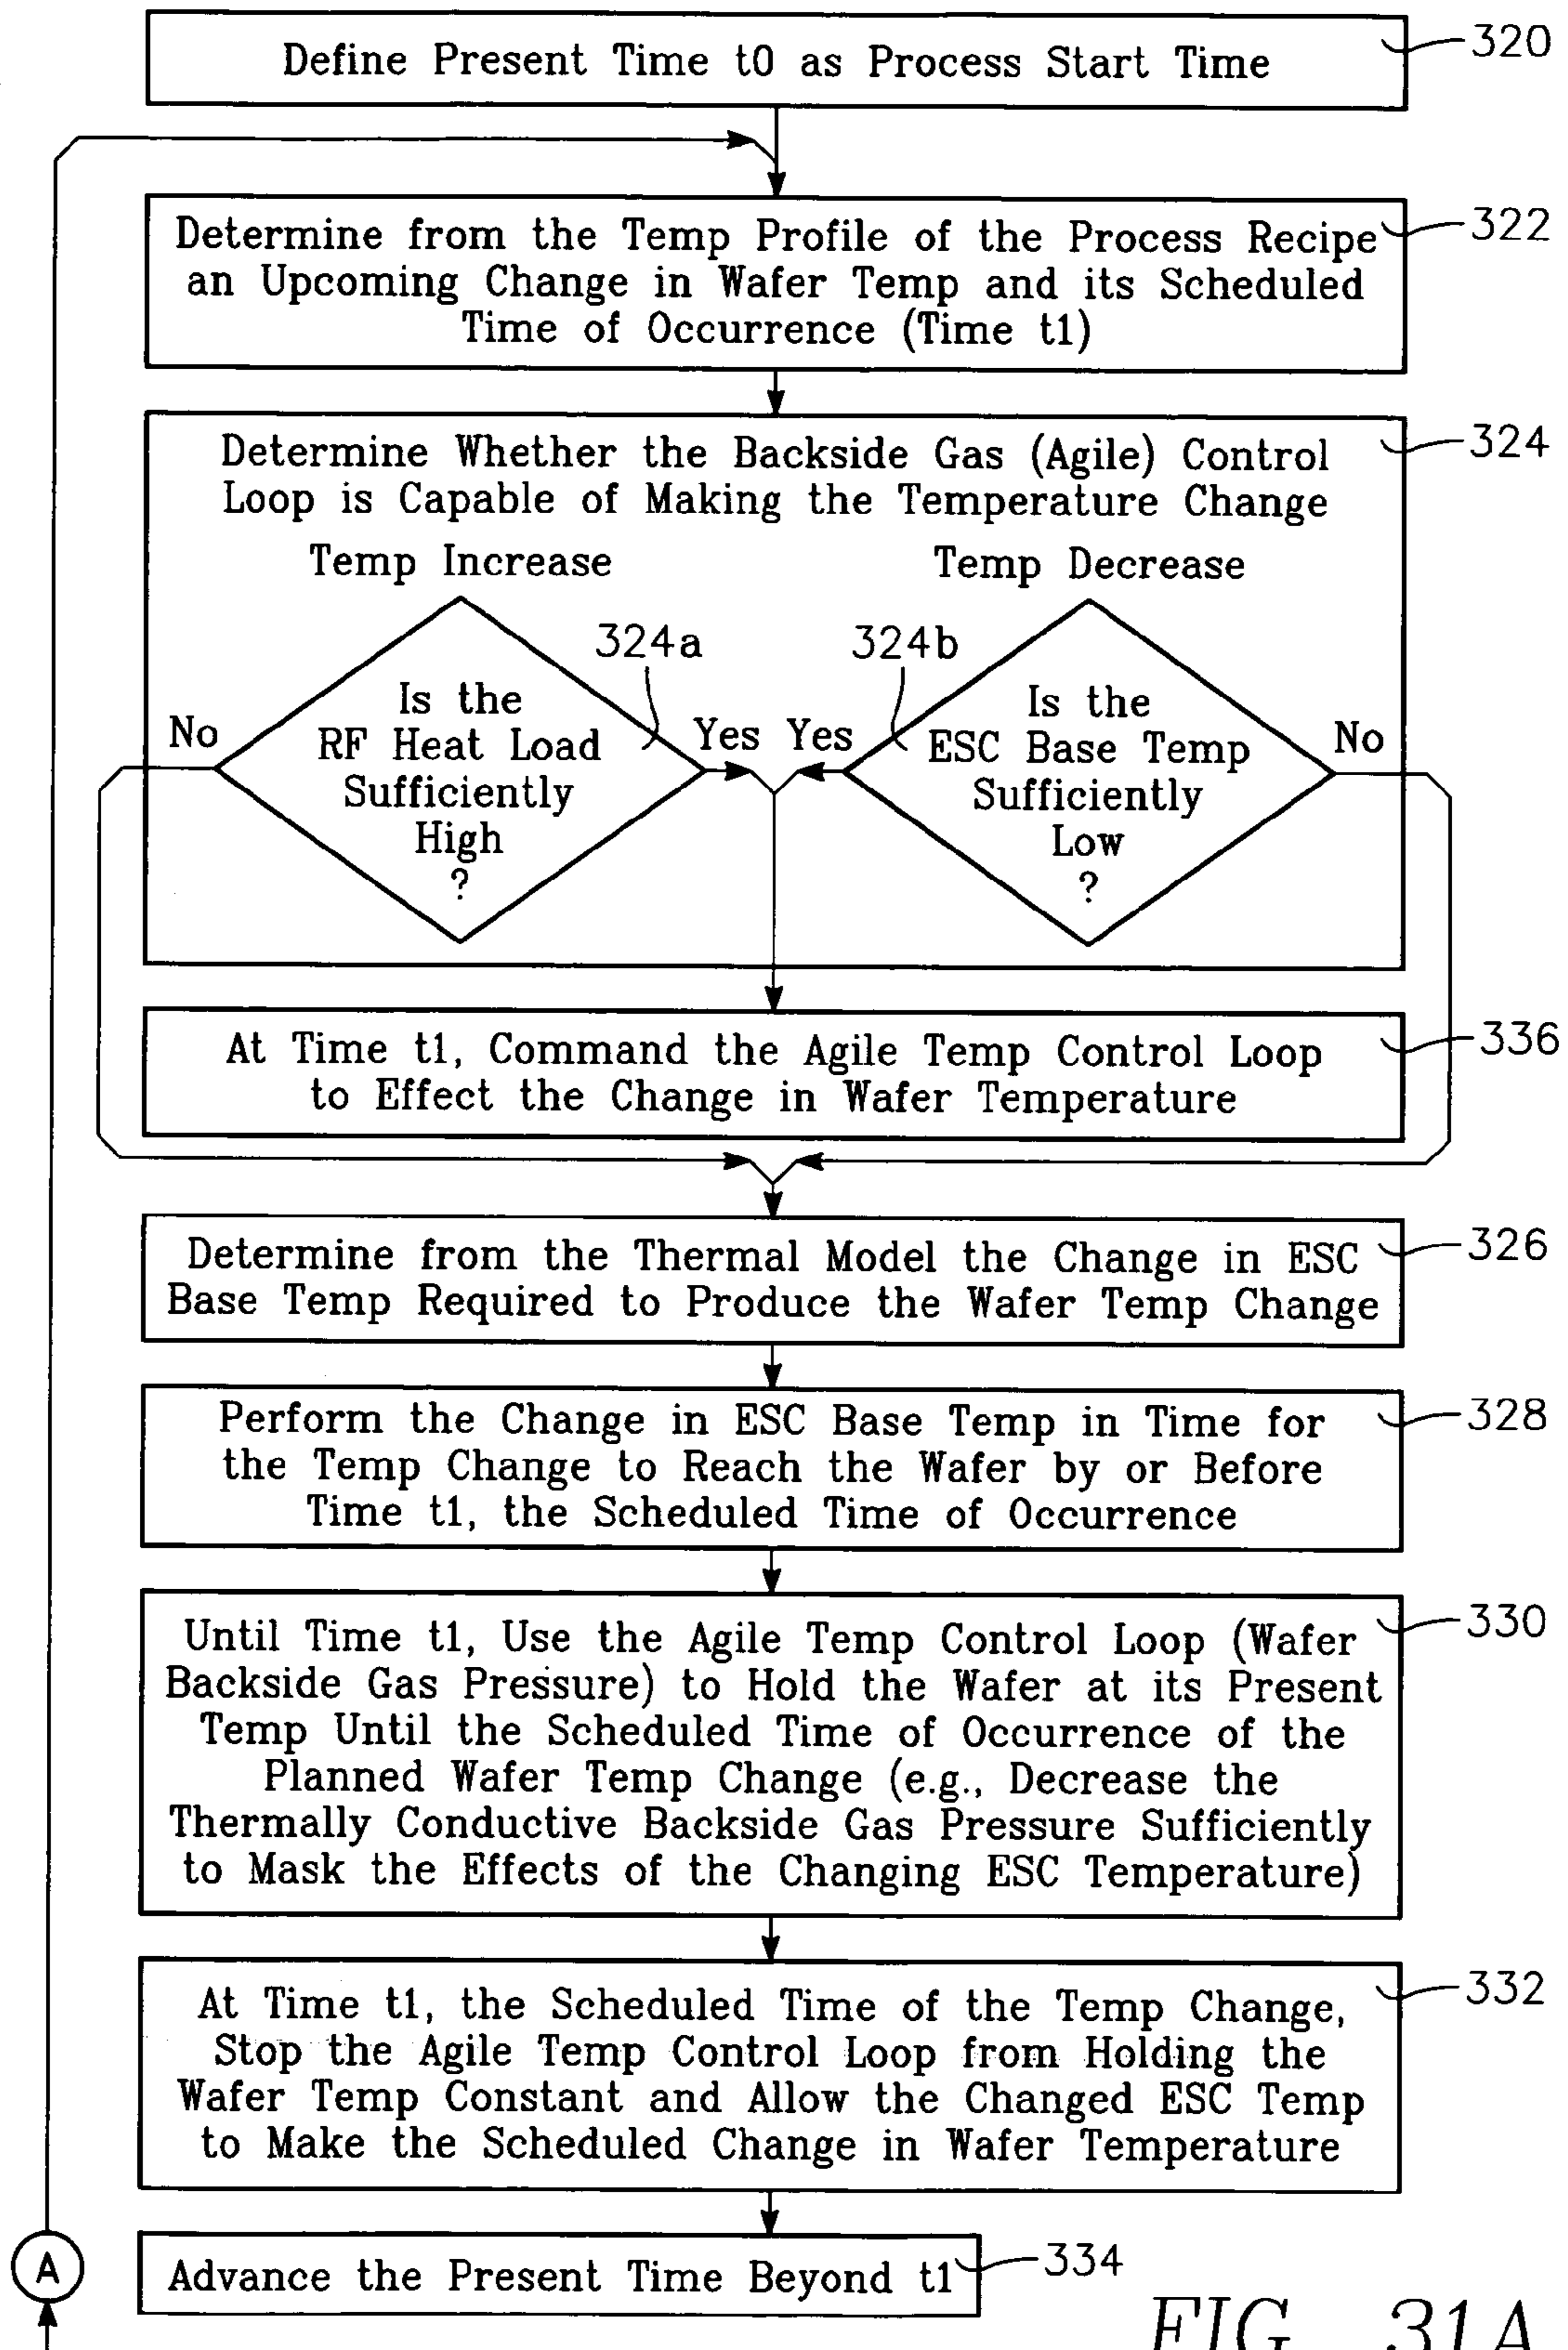 Define Present Time t0 as Process Start Time
320
Determine from the Temp Profile of the Process Recipe
an Upcoming Change in Wafer Temp and its Scheduled
Time of Occurrence (Time t1)
322
Determine Whether the Backside Gas (Agile) Control
Loop is Capable of Making the Temperature Change
324
Temp Increase
Temp Decrease
324a
324b
No
Is the
RF Heat Load
Sufficiently
High
?
Yes
Yes
Is the
ESC Base Temp
Sufficiently
Low
?
No
At Time t1, Command the Agile Temp Control Loop
to Effect the Change in Wafer Temperature
336
Determine from the Thermal Model the Change in ESC
Base Temp Required to Produce the Wafer Temp Change
326
Perform the Change in ESC Base Temp in Time for
the Temp Change to Reach the Wafer by or Before
Time t1, the Scheduled Time of Occurrence
328
Until Time t1, Use the Agile Temp Control Loop (Wafer
Backside Gas Pressure) to Hold the Wafer at its Present
Temp Until the Scheduled Time of Occurrence of the
Planned Wafer Temp Change (e.g., Decrease the
Thermally Conductive Backside Gas Pressure Sufficiently
to Mask the Effects of the Changing ESC Temperature)
330
At Time t1, the Scheduled Time of the Temp Change,
Stop the Agile Temp Control Loop from Holding the
Wafer Temp Constant and Allow the Changed ESC Temp
to Make the Scheduled Change in Wafer Temperature
332
A
Advance the Present Time Beyond t1
334
FIG. 31A